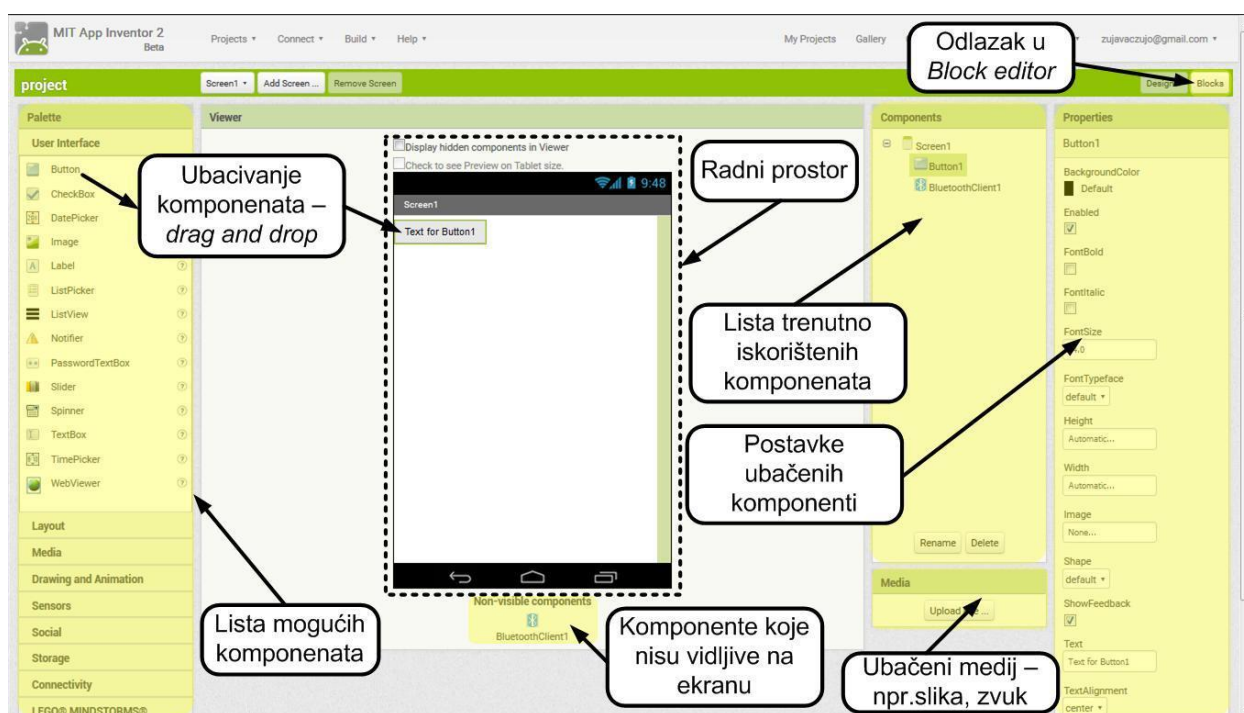 MIT App Inventor 2
Beta
Projects
Connect
Build
Help
My Projects
Gallery
zujavaczujo@gmail.com
Odlazak u
Block editor
project
Screen1
Add Screen ...
Remove Screen
Blocks
Palette
User Interface
Button
CheckBox
DatePicker
Image
Label
ListPicker
ListView
Notifier
PasswordTextBox
Slider
Spinner
TextBox
TimePicker
WebViewer
Layout
Media
Drawing and Animation
Sensors
Social
Storage
Connectivity
LEGO® MINDSTORMS®
Ubacivanje
komponenata –
drag and drop
Lista mogućih
komponenata
Viewer
Display hidden components in Viewer
Check to see Preview on Tablet size.
9:48
Screen1
Text for Button1
Non-visible components
BluetoothClient1
Radni prostor
Lista trenutno
iskorištenih
komponenata
Postavke
ubačenih
komponenti
Komponente koje
nisu vidljive na
ekranu
Components
Screen1
Button1
BluetoothClient1
Rename
Delete
Media
Upload
...
Ubačeni medij –
npr.slika, zvuk
Properties
Button1
BackgroundColor
Default
Enabled
FontBold
FontItalic
FontSize
FontTypeface
default
Height
Automatic...
Width
Automatic...
Image
None...
Shape
default
ShowFeedback
Text
Text for Button1
TextAlignment
center